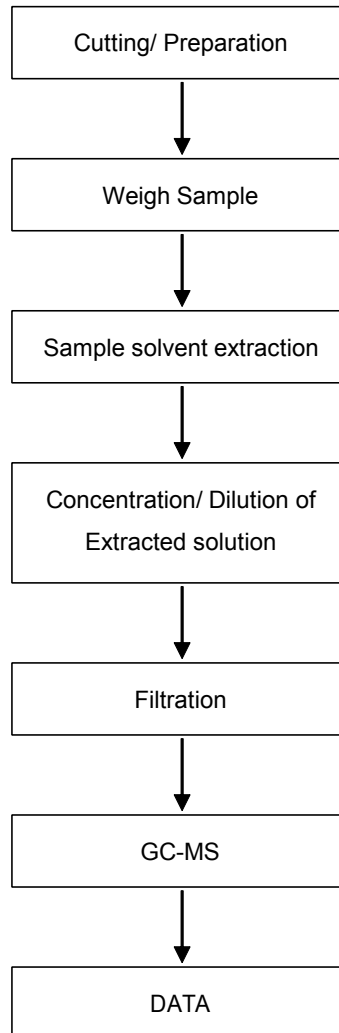 Cutting/ Preparation
Weigh Sample
Sample solvent extraction
Concentration/ Dilution of
Extracted solution
Filtration
GC-MS
DATA